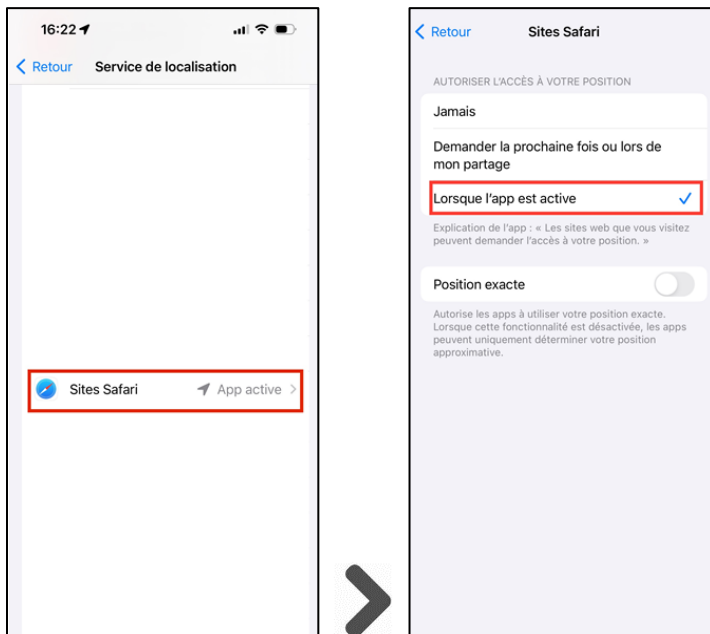 16:22
Retour Service de localisation
Sites Safari App active
Retour Sites Safari
AUTORISER L'ACCÈS À VOTRE POSITION
Jamais
Demander la prochaine fois ou lors de
mon partage
Lorsque l'app est active
Explication de l'app : « Les sites web que vous visitez
peuvent demander l'accès à votre position. »
Position exacte
Autorise les apps à utiliser votre position exacte.
Lorsque cette fonctionnalité est désactivée, les apps
peuvent uniquement déterminer votre position
approximative.